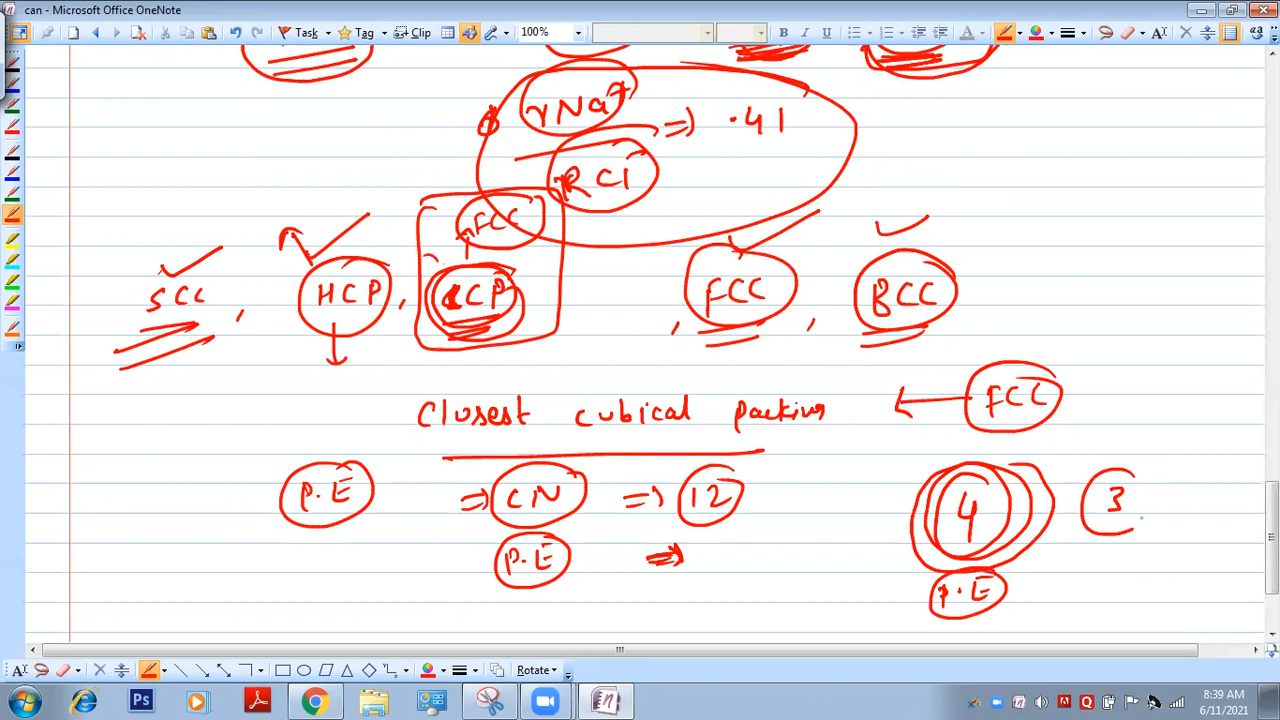 can - Microsoft Office OneNote
Task Tag Clip 100% B I U A
rNa+ => .41
RCl-
FCC
SCC , HCP , CCP , FCC , BCC
Closest cubical packing FCC
P.E => CN => 12 4 3
P.E => P.E
Rotate
8:39 AM
6/11/2021